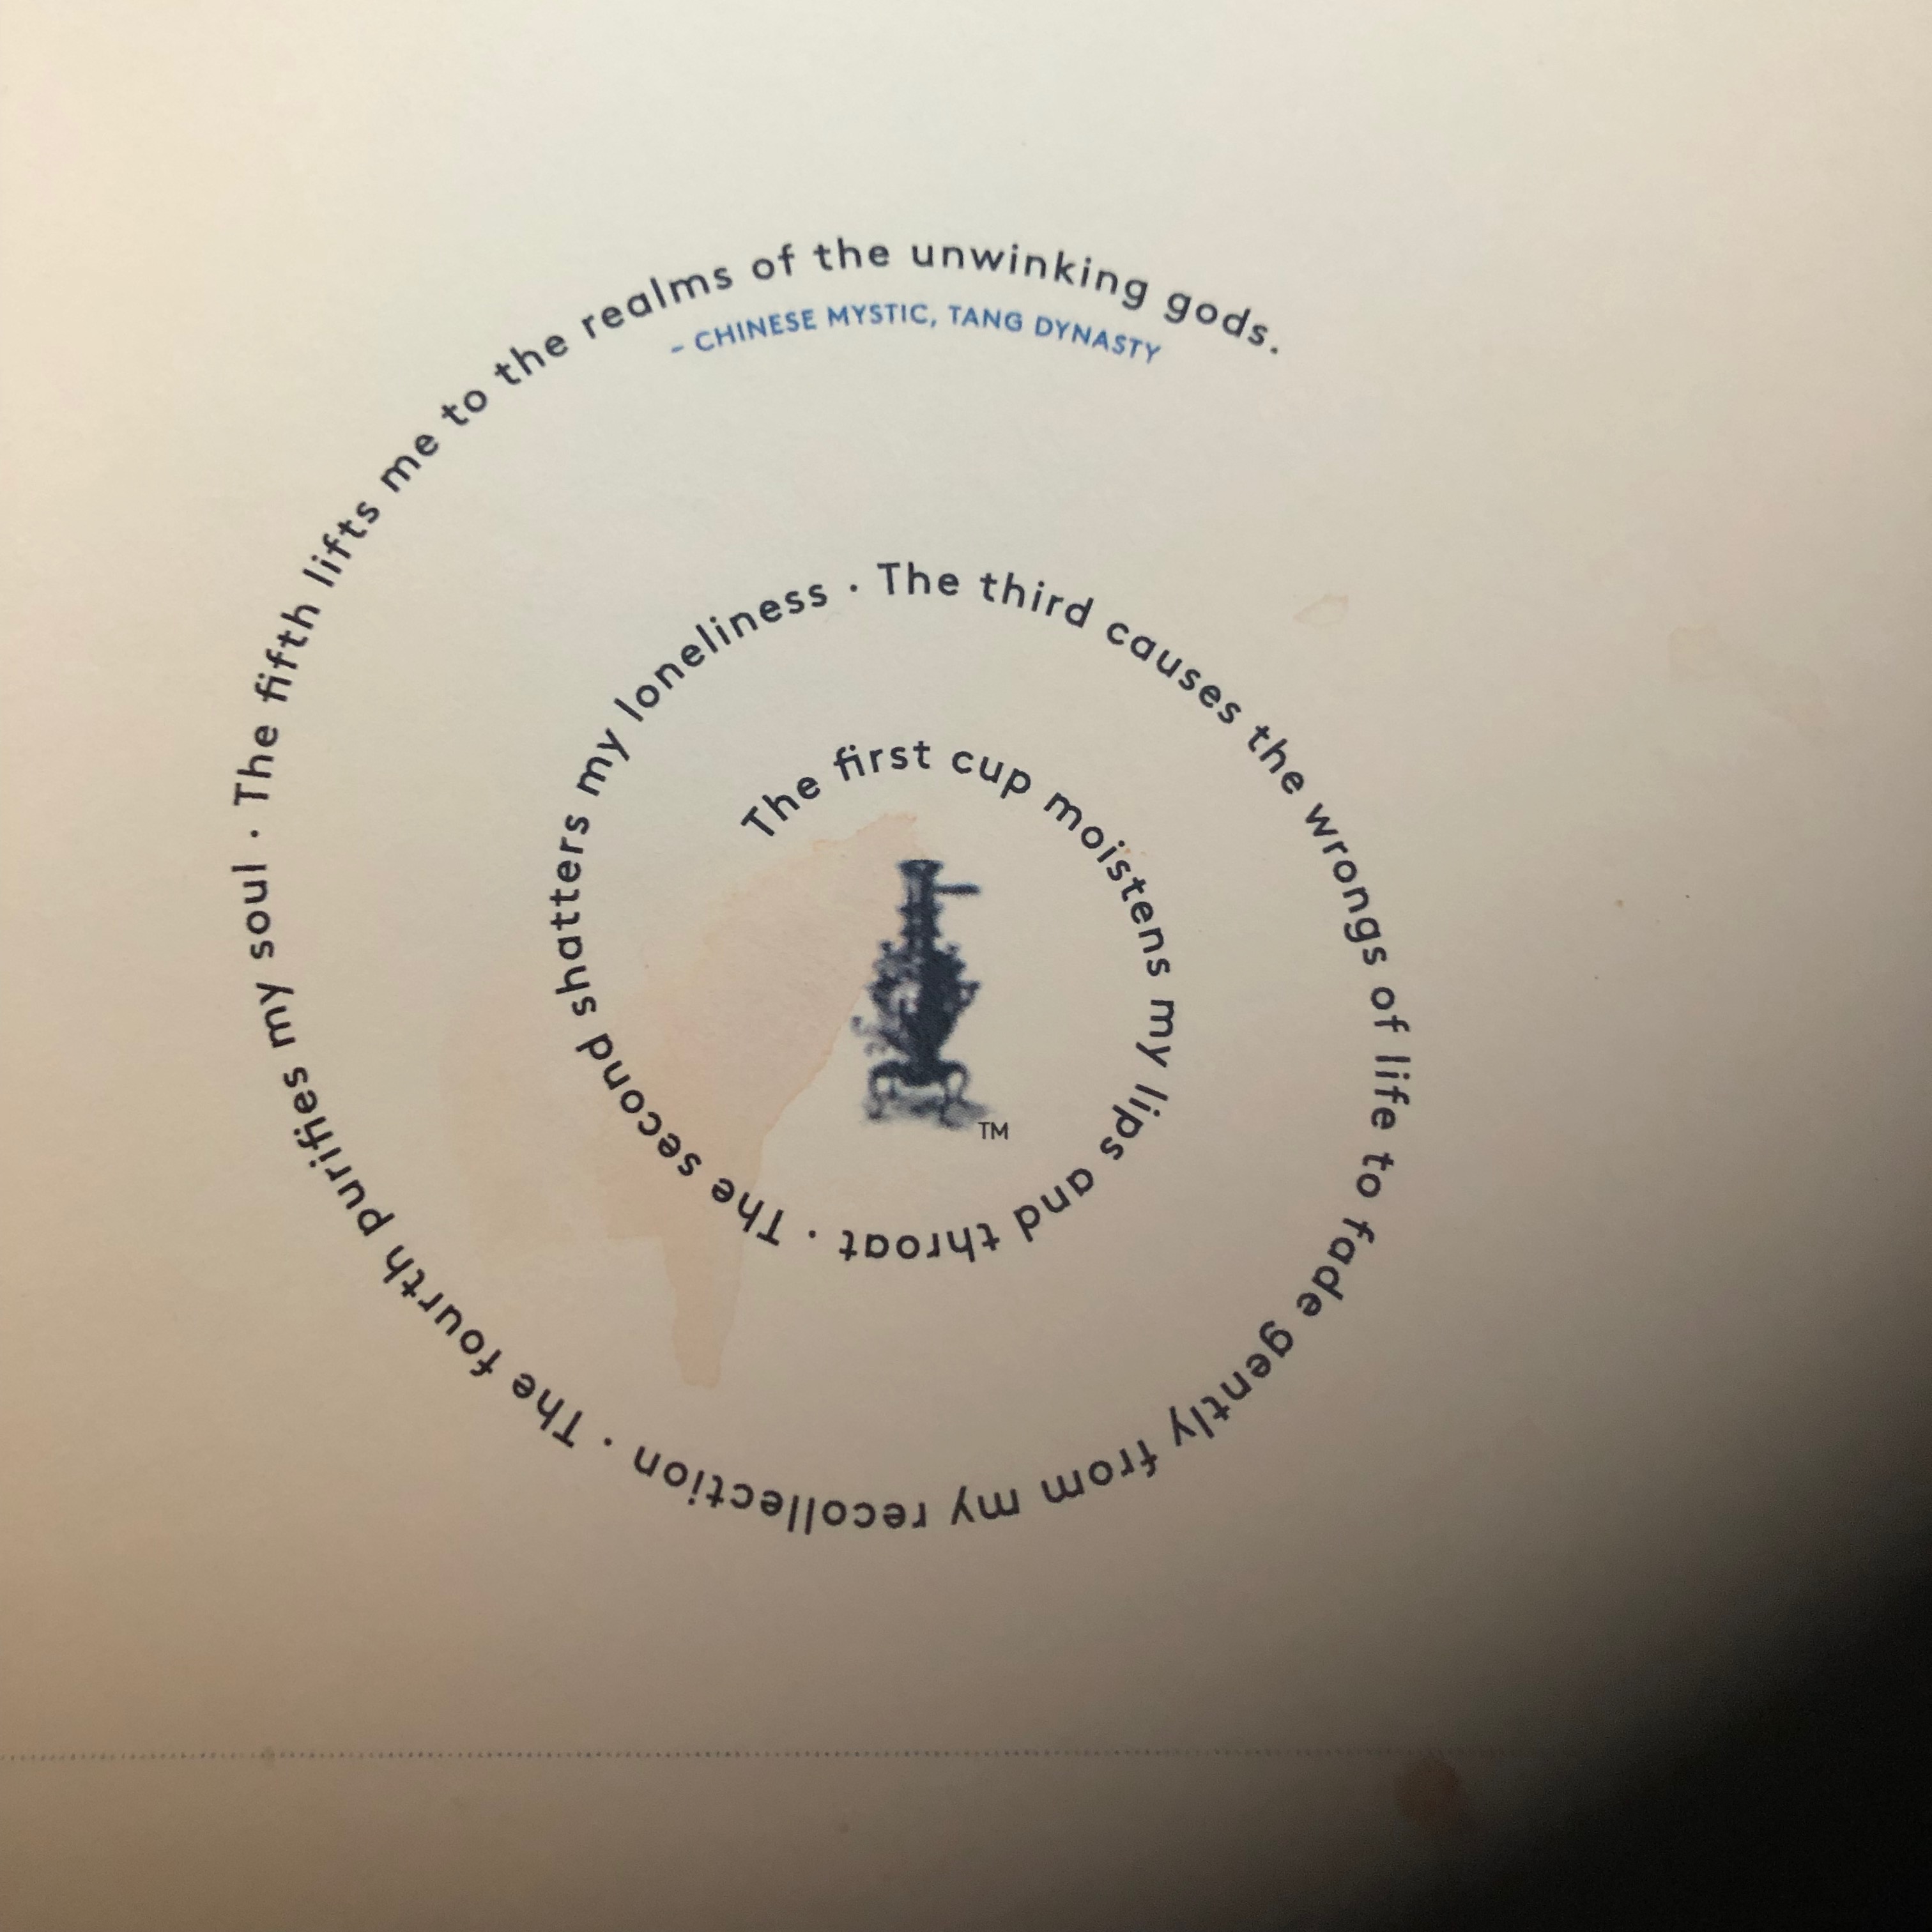 The first cup moistens my lips and throat · The second shatters my loneliness · The third causes the wrongs of life to fade gently from my recollection · The fourth purifies my soul · The fifth lifts me to the realms of the unwinking gods.
– CHINESE MYSTIC, TANG DYNASTY
TM